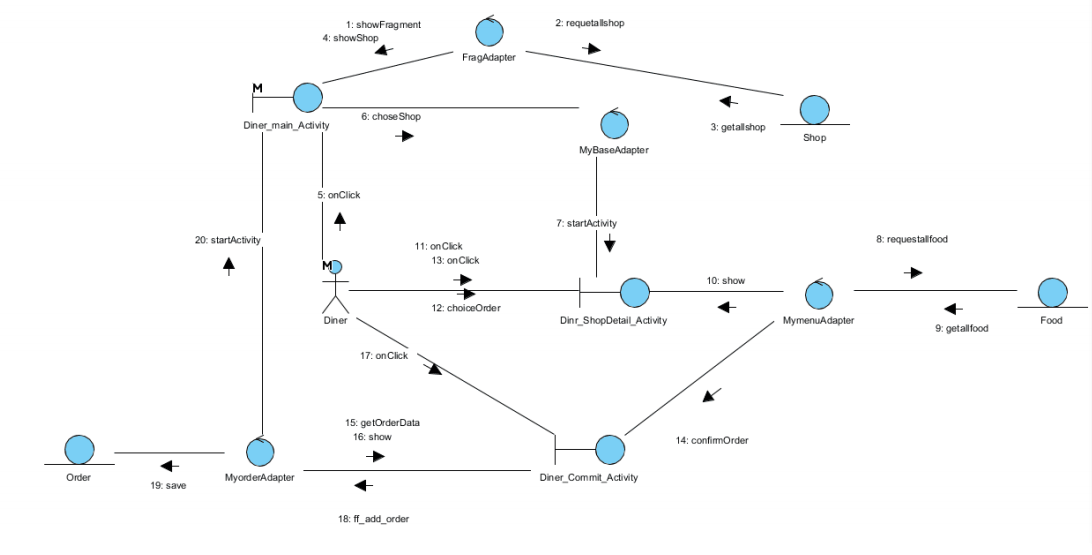 1: showFragment
4: showShop
2: requetallshop
FragAdapter
M
Diner_main_Activity
6: choseShop
MyBaseAdapter
3: getallshop
Shop
5: onClick
7: startActivity
20: startActivity
11: onClick
13: onClick
8: requestallfood
M
12: choiceOrder
10: show
Diner
Dinr_ShopDetail_Activity
MymenuAdapter
9: getallfood
Food
17: onClick
15: getOrderData
16: show
14: confirmOrder
Order
19: save
MyorderAdapter
Diner_Commit_Activity
18: ff_add_order